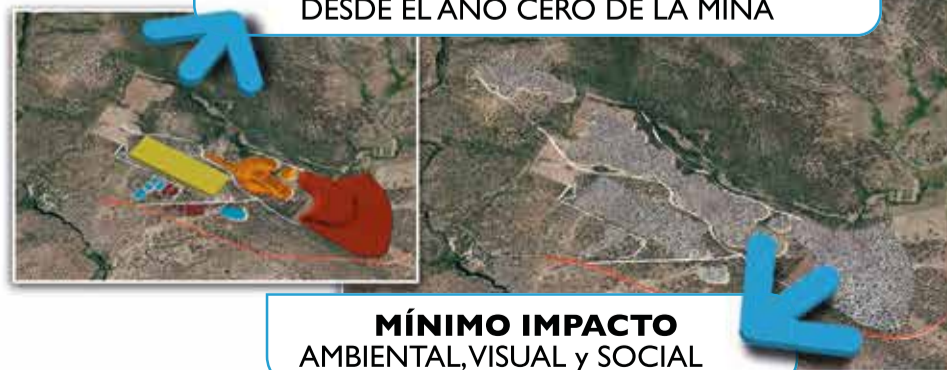 DESDE EL AÑO CERO DE LA MINA
MÍNIMO IMPACTO
AMBIENTAL, VISUAL y SOCIAL